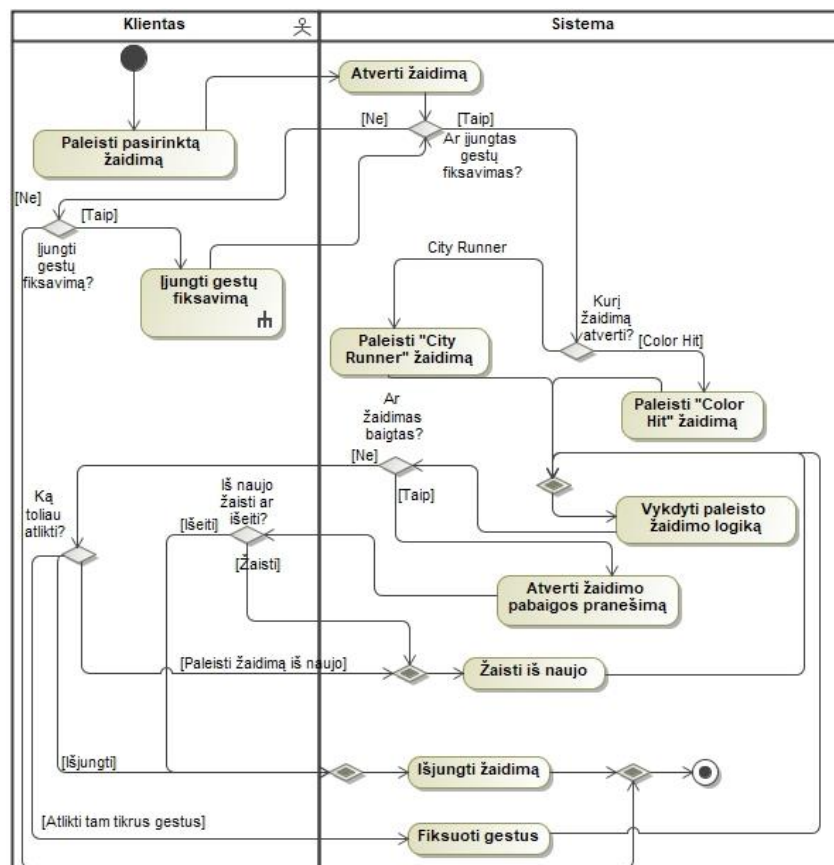 Klientas
Sistema
Atverti žaidimą
Paleisti pasirinktą
žaidimą
[Ne]
[Taip]
Ar įjungtas
gestų
fiksavimas?
[Ne]
[Taip]
Įjungti
gestų
fiksavimą?
Įjungti gestų
fiksavimą
City Runner
Kurį
žaidimą
atverti?
[Color Hit]
Paleisti "City
Runner" žaidimą
Paleisti "Color
Hit" žaidimą
Ar
žaidimas
baigtas?
[Ne]
[Taip]
Iš naujo
žaisti ar
išeiti?
[Išeiti]
[Žaisti]
Ką
toliau
atlikti?
Vykdyti paleisto
žaidimo logiką
Atverti žaidimo
pabaigos pranešimą
[Paleisti žaidimą iš naujo]
Žaisti iš naujo
[Išjungti]
Išjungti žaidimą
[Atlikti tam tikrus gestus]
Fiksuoti gestus